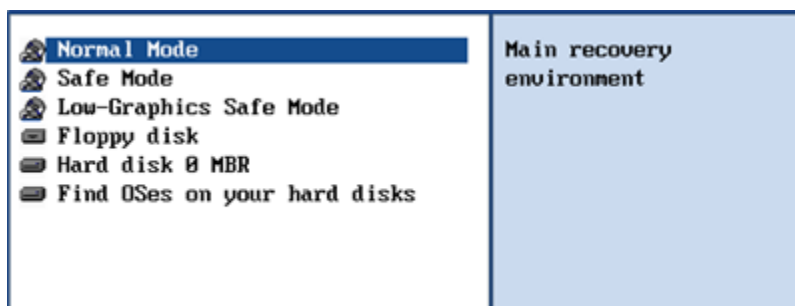 Normal Mode
Safe Mode
Low-Graphics Safe Mode
Floppy disk
Hard disk 0 MBR
Find OSes on your hard disks
Main recovery
environment